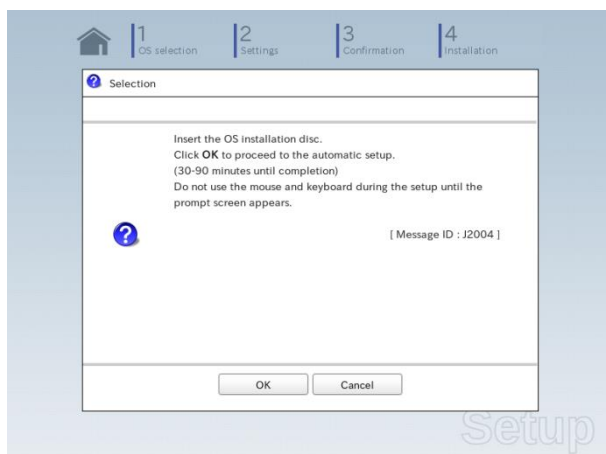 1
OS selection
2
Settings
3
Confirmation
4
Installation
Selection
Insert the OS installation disc.
Click OK to proceed to the automatic setup.
(30-90 minutes until completion)
Do not use the mouse and keyboard during the setup until the
prompt screen appears.
[ Message ID : J2004 ]
OK
Cancel
Setup